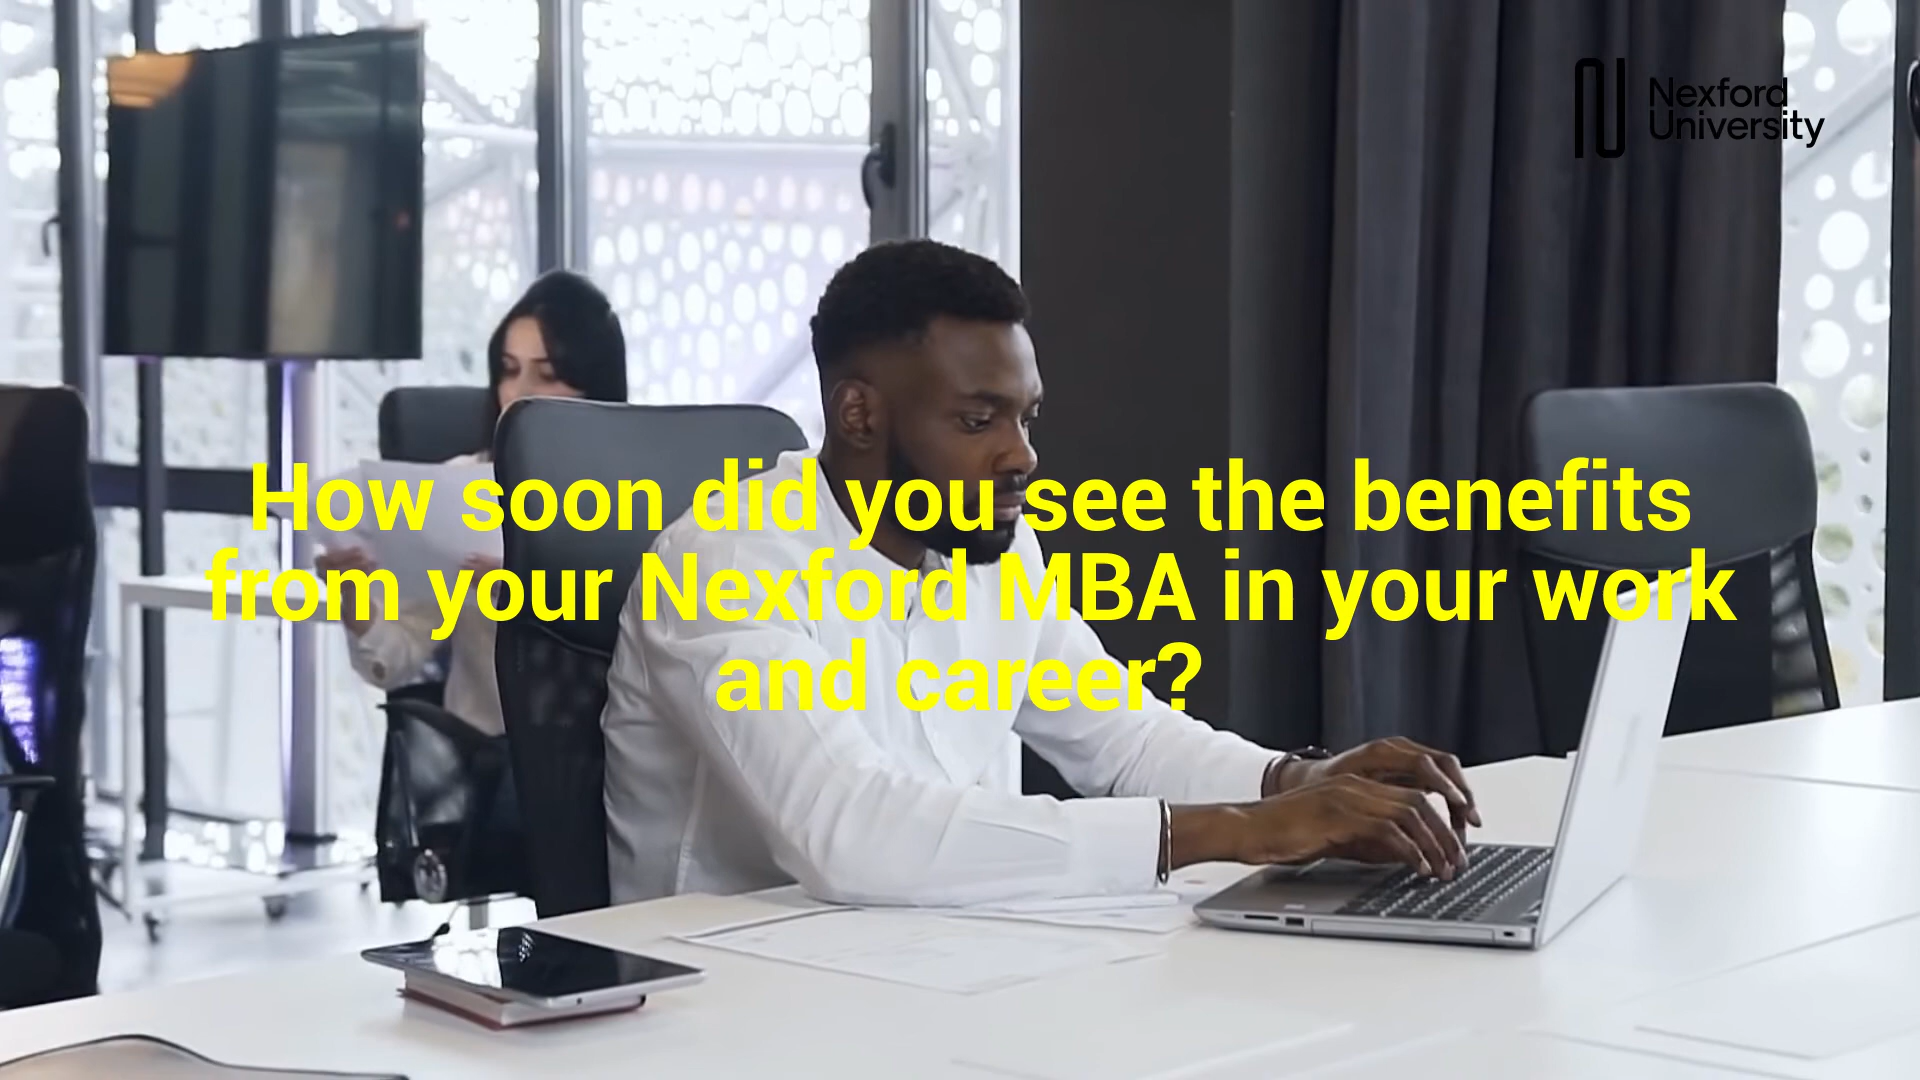 Nexford
University
How soon did you see the benefits
from your Nexford MBA in your work
and career?